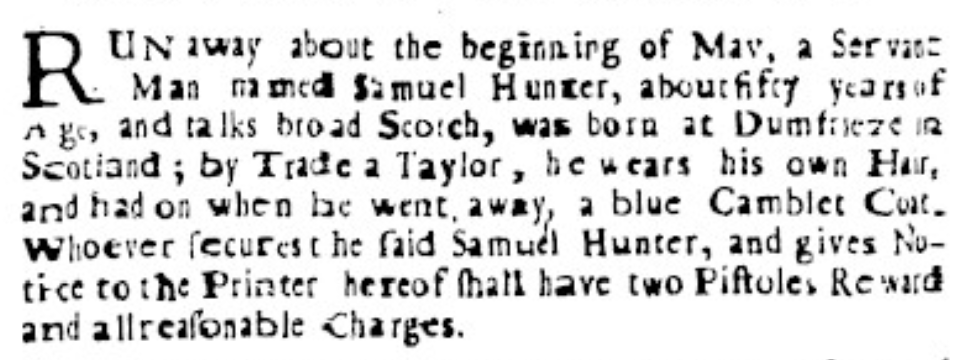 RUN away about the beginning of May, a Servant
Man named Samuel Hunter, about fifty years of
Age, and talks broad Scotch, was born at Dumfrieze in
Scotland; by Trade a Taylor, he wears his own Hair,
and had on when he went away, a blue Camblet Coat.
Whoever ſecures the ſaid Samuel Hunter, and gives No-
tice to the Printer hereof ſhall have two Piſtoles Reward
and all reaſonable Charges.